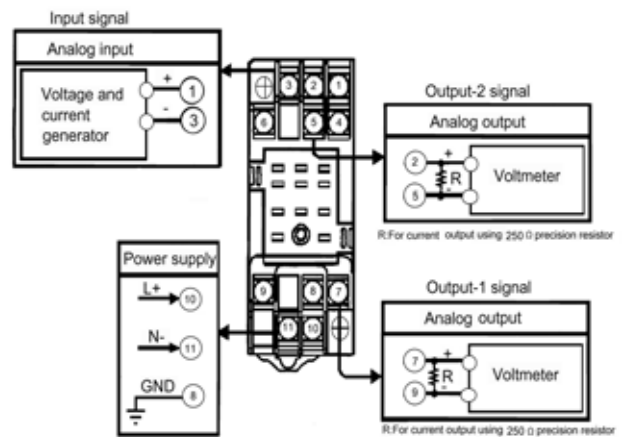 Input signal
Analog input
Voltage and
current
generator
+
1
-
3
3
2
1
6
5
4
Output-2 signal
Analog output
2
+
R
-
5
Voltmeter
R:For current output using 250 Ω precision resistor
Power supply
L+
10
N-
11
GND
8
9
8
7
11
10
Output-1 signal
Analog output
7
+
R
-
9
Voltmeter
R:For current output using 250 Ω precision resistor